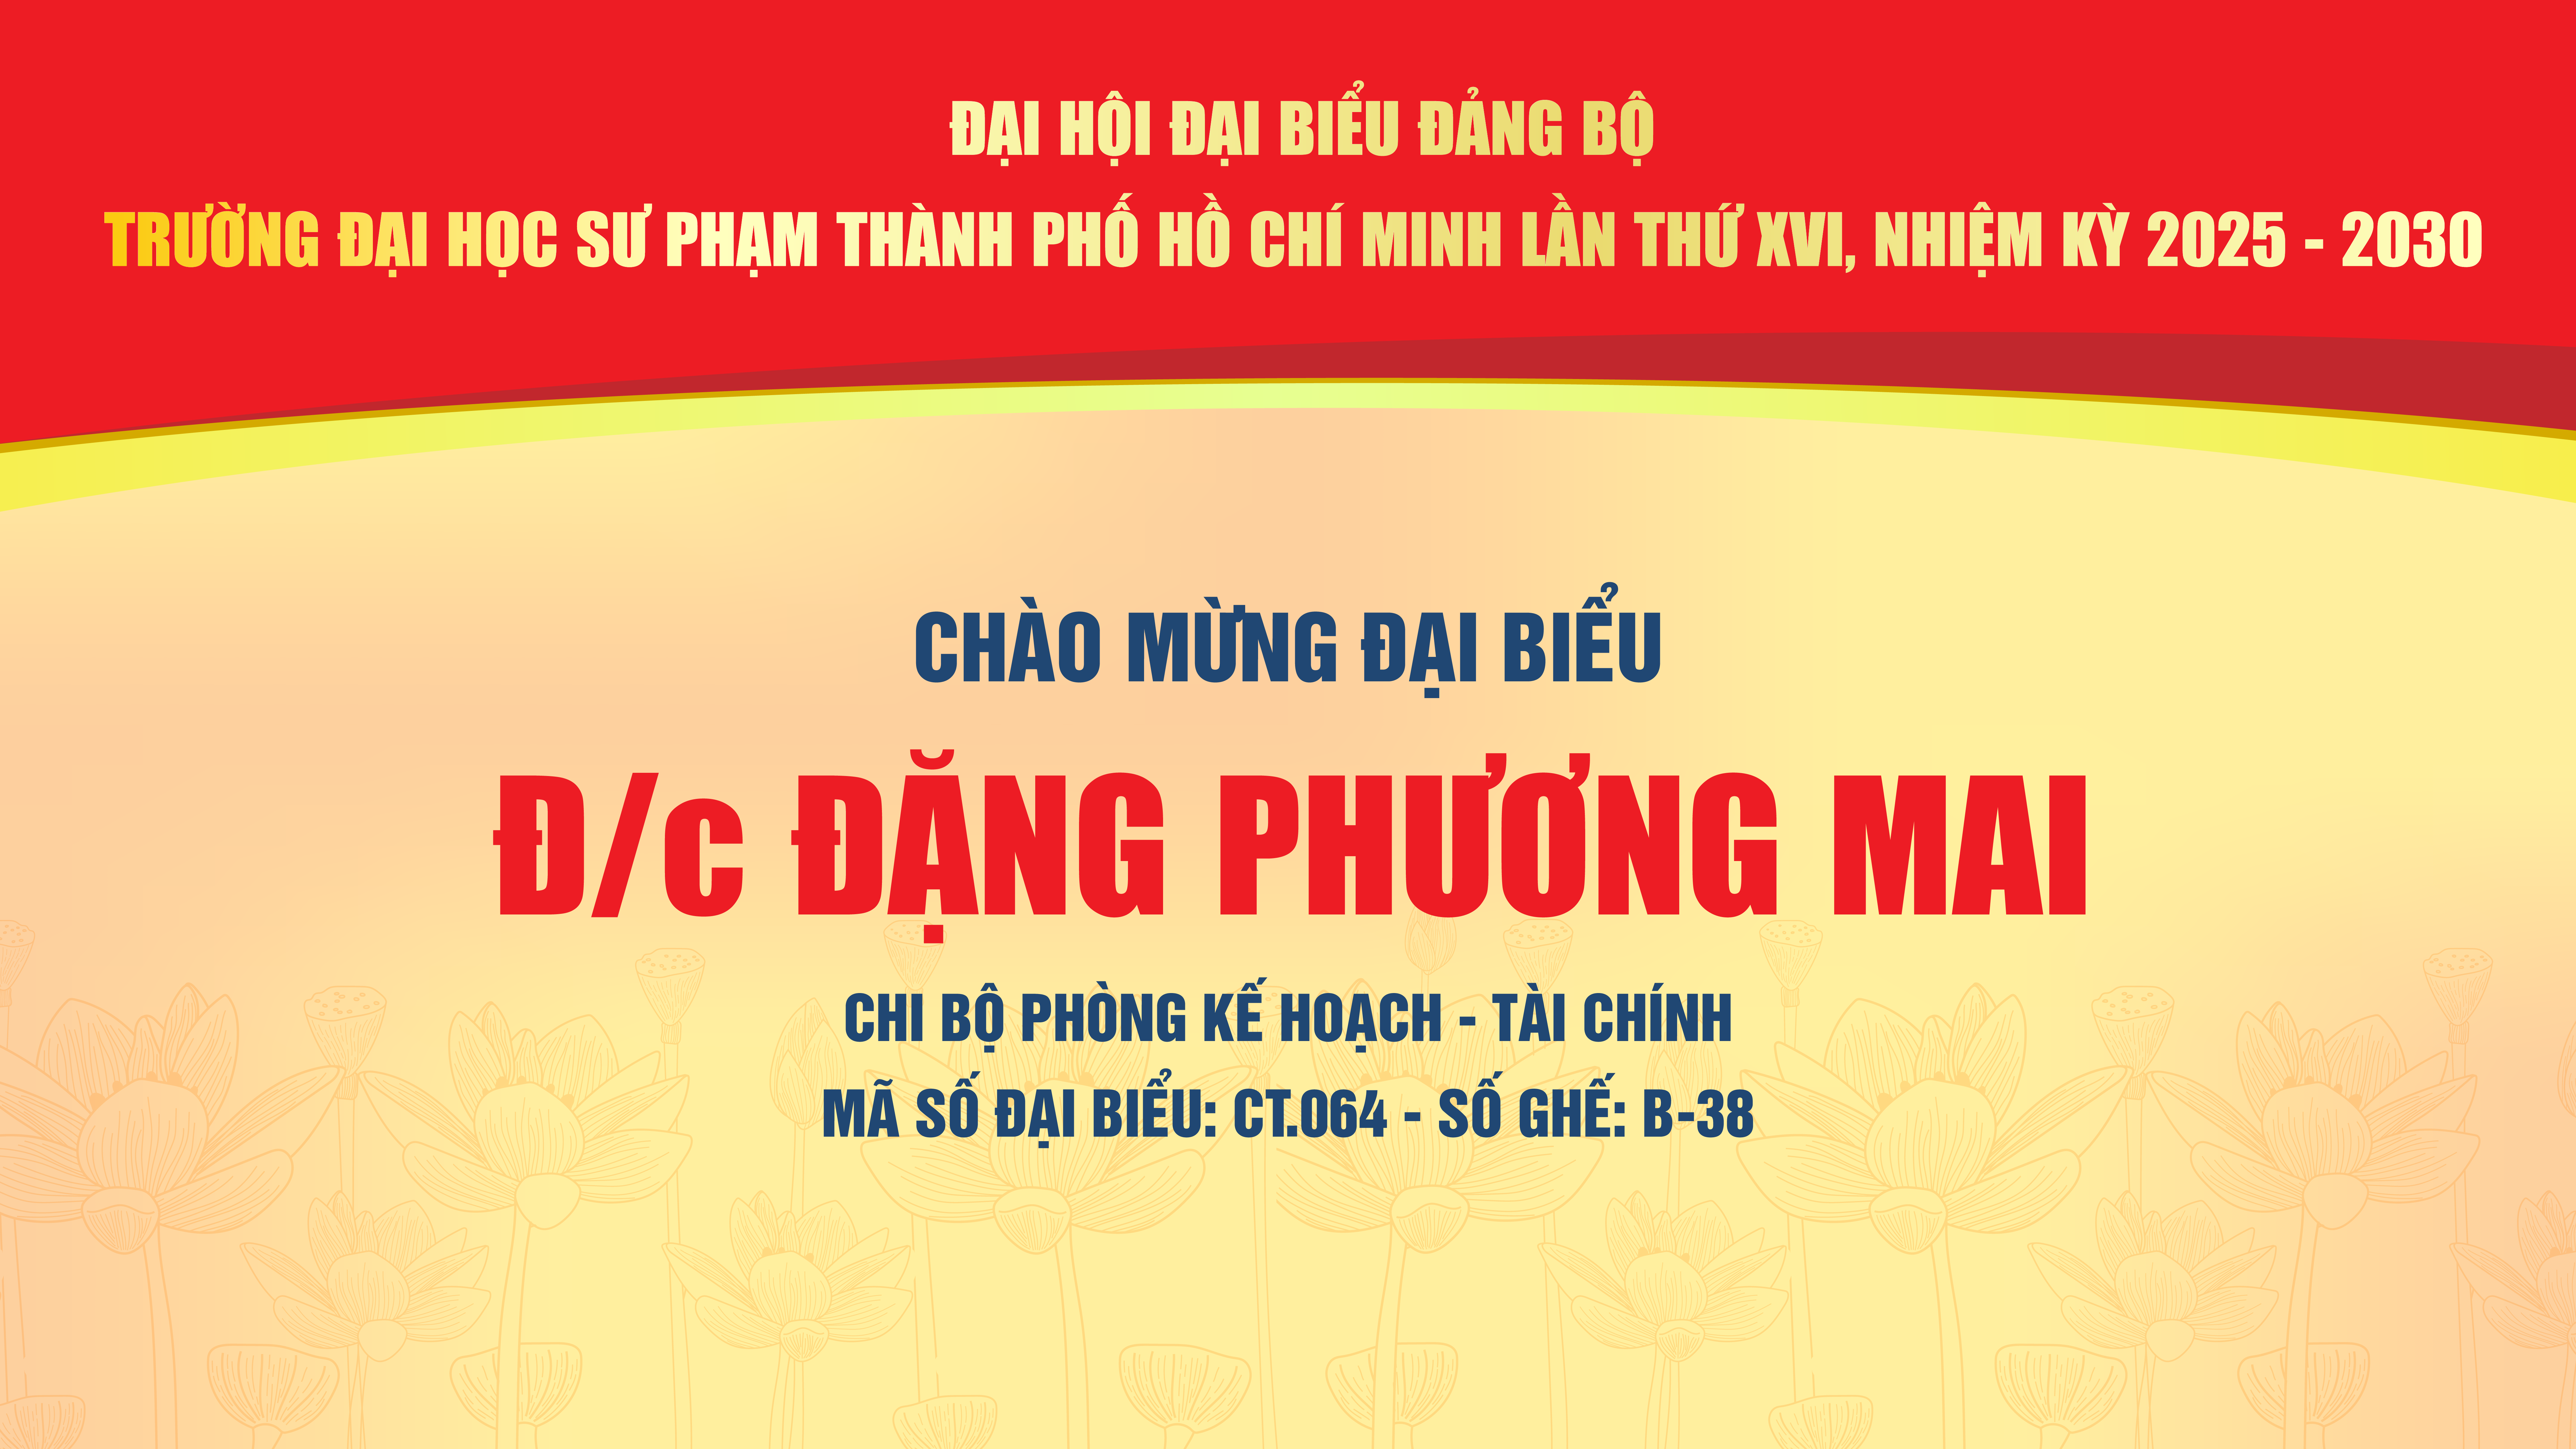 ĐẠI HỘI ĐẠI BIỂU ĐẢNG BỘ
TRƯỜNG ĐẠI HỌC SƯ PHẠM THÀNH PHỐ HỒ CHÍ MINH LẦN THỨ XVI, NHIỆM KỲ 2025 - 2030
CHÀO MỪNG ĐẠI BIỂU
Đ/c ĐẶNG PHƯƠNG MAI
CHI BỘ PHÒNG KẾ HOẠCH - TÀI CHÍNH
MÃ SỐ ĐẠI BIỂU: CT.064 - SỐ GHẾ: B-38